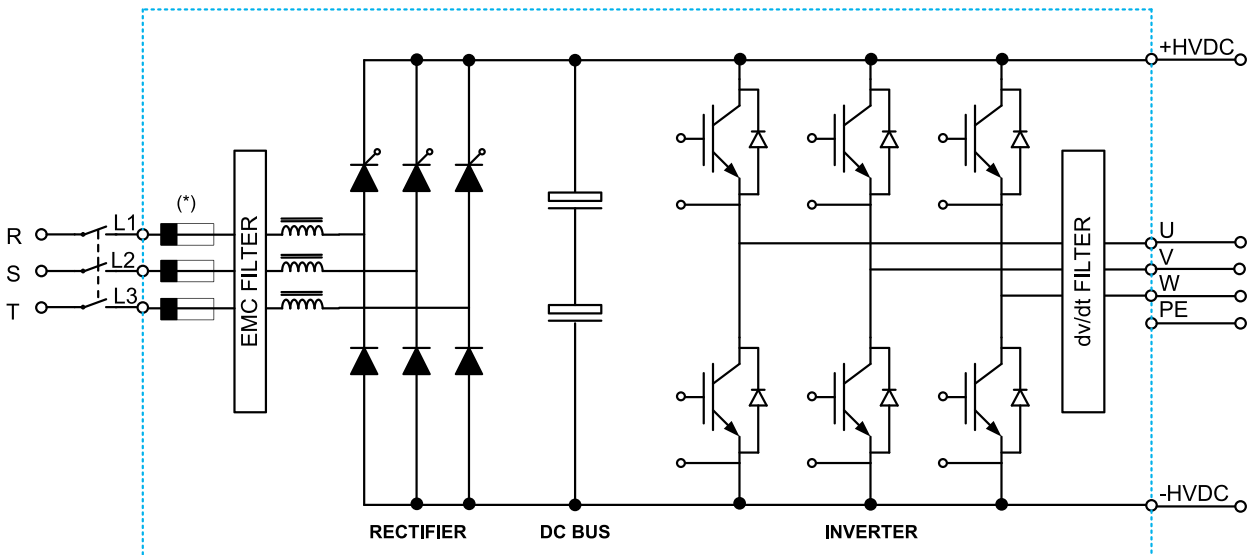 +HVDC
(*)
R
L1
S
L2
T
L3
EMC FILTER
dv/dt FILTER
U
V
W
PE
-HVDC
RECTIFIER
DC BUS
INVERTER